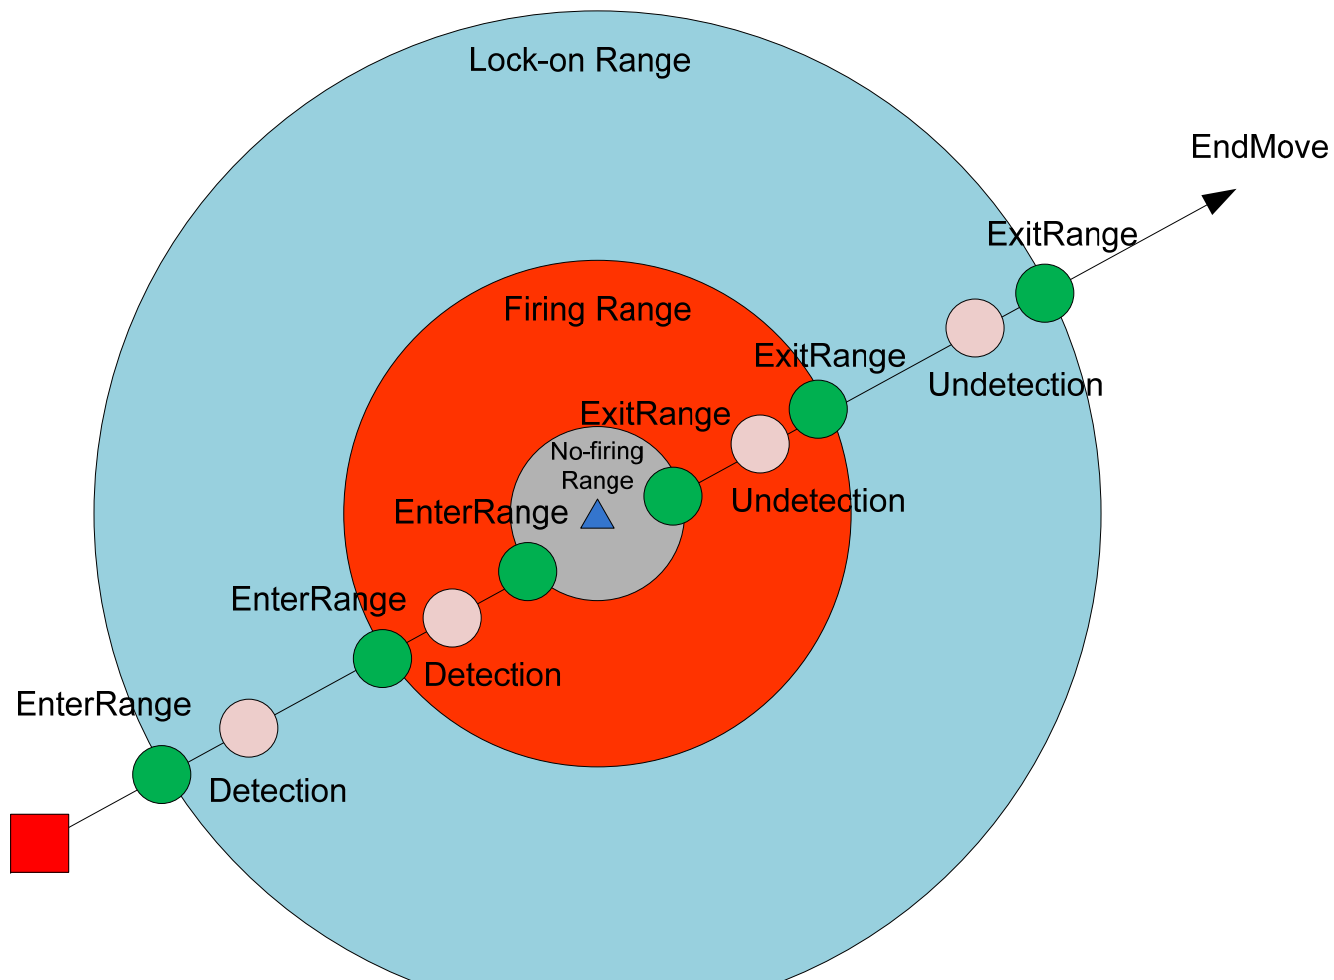 Lock-on Range
EndMove
ExitRange
Firing Range
ExitRange
Undetection
ExitRange
No-firing
Range
Undetection
EnterRange
EnterRange
Detection
EnterRange
Detection